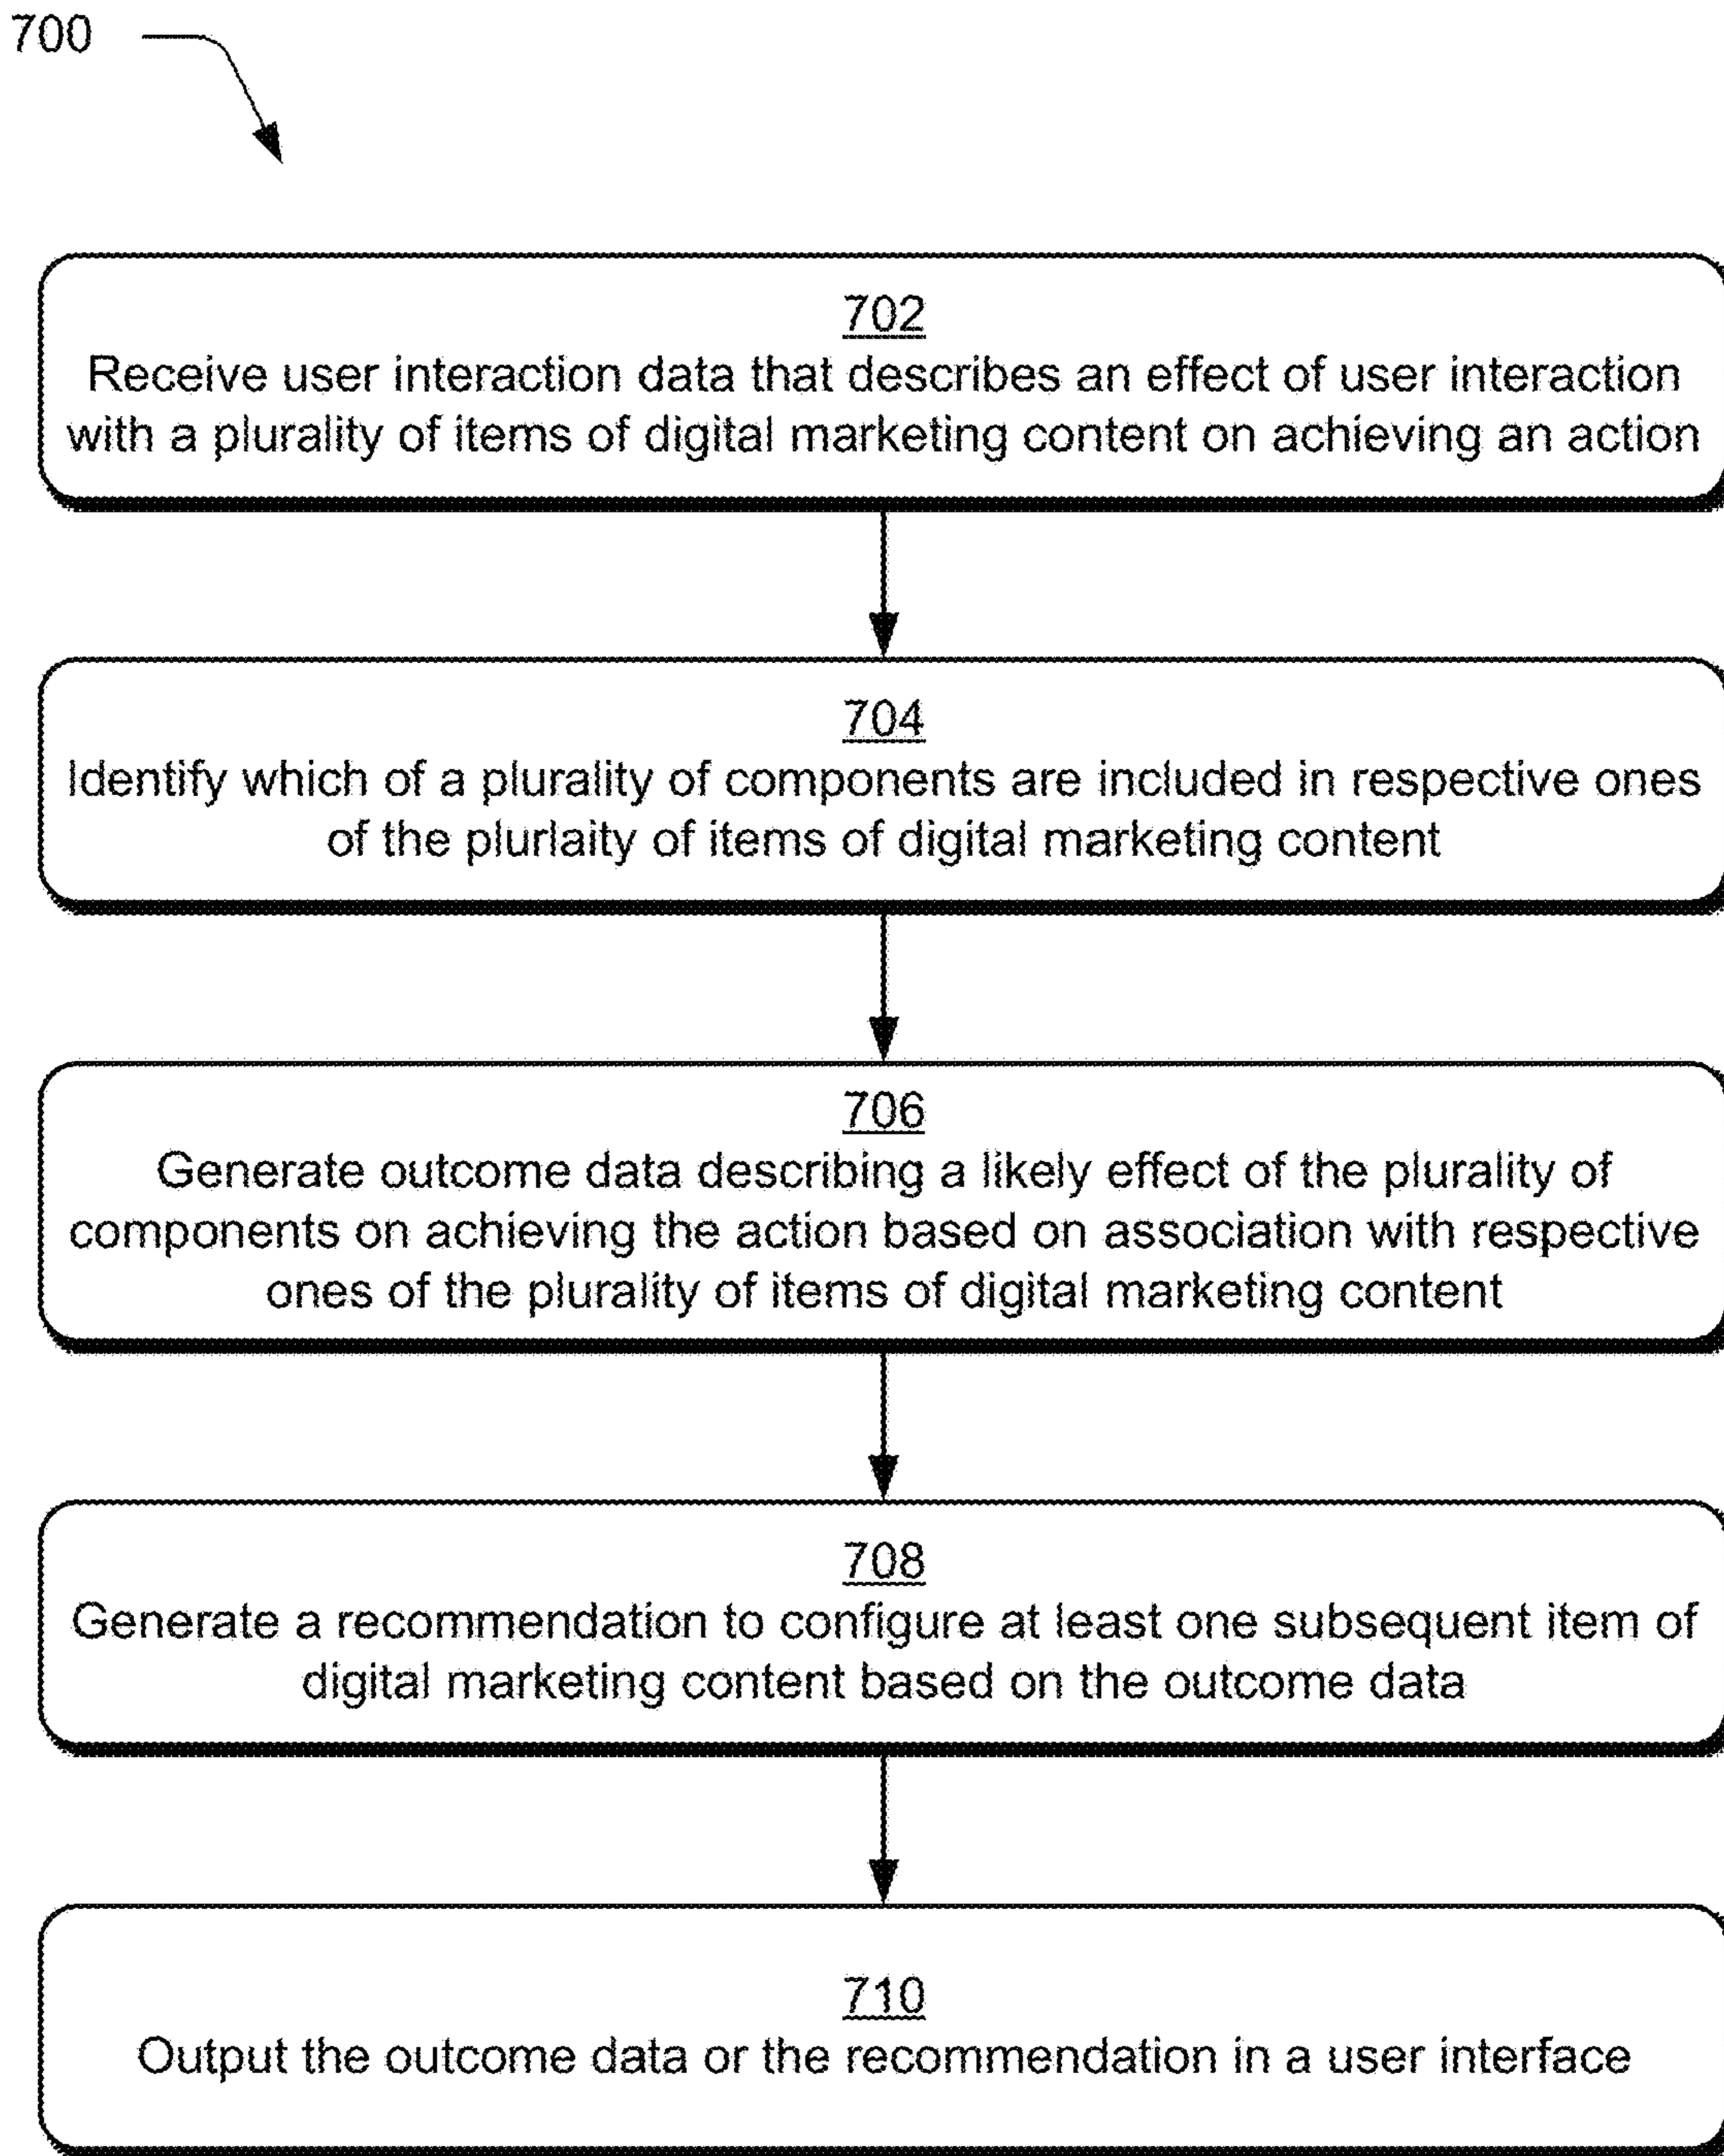 700
702
Receive user interaction data that describes an effect of user interaction
with a plurality of items of digital marketing content on achieving an action
704
Identify which of a plurality of components are included in respective ones
of the plurlaity of items of digital marketing content
706
Generate outcome data describing a likely effect of the plurality of
components on achieving the action based on association with respective
ones of the plurality of items of digital marketing content
708
Generate a recommendation to configure at least one subsequent item of
digital marketing content based on the outcome data
710
Output the outcome data or the recommendation in a user interface